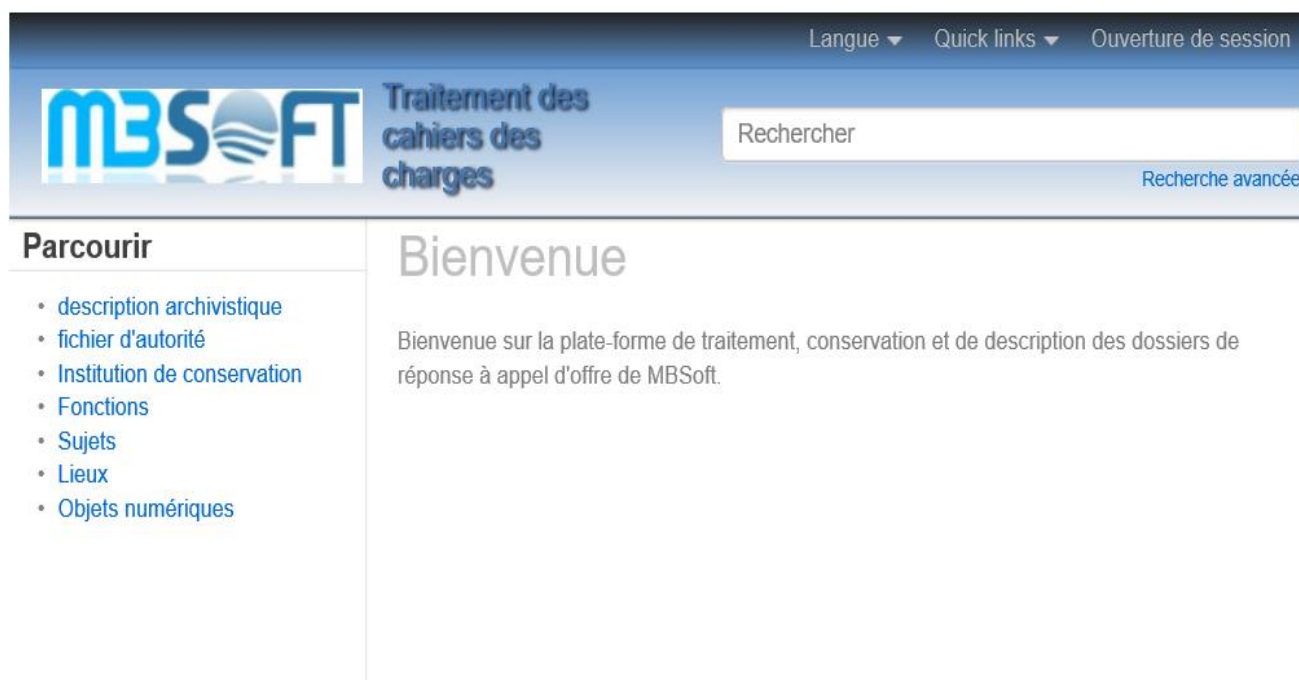 Langue Quick links Ouverture de session
MBSOFT
Traitement des
cahiers des
charges
Rechercher
Recherche avancée
Parcourir
• description archivistique
• fichier d'autorité
• Institution de conservation
• Fonctions
• Sujets
• Lieux
• Objets numériques
Bienvenue
Bienvenue sur la plate-forme de traitement, conservation et de description des dossiers de
réponse à appel d'offre de MBSoft.